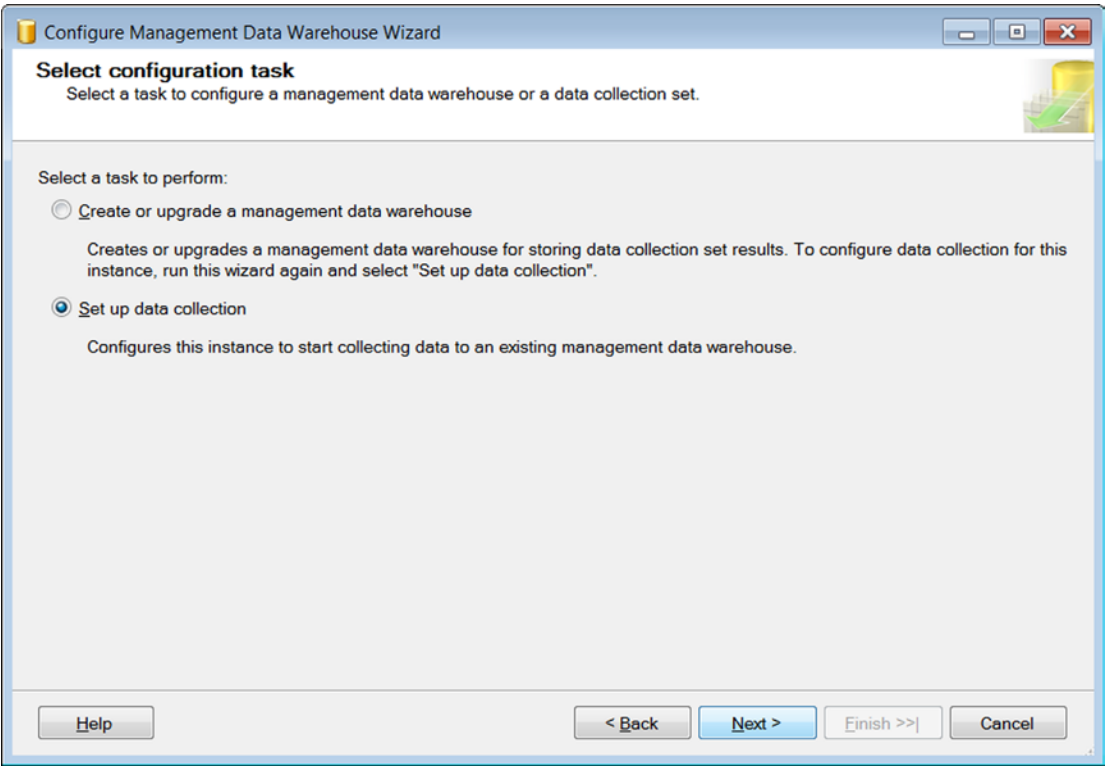 Configure Management Data Warehouse Wizard
Select configuration task
Select a task to configure a management data warehouse or a data collection set.
Select a task to perform:
Create or upgrade a management data warehouse
Creates or upgrades a management data warehouse for storing data collection set results. To configure data collection for this
instance, run this wizard again and select "Set up data collection".
Set up data collection
Configures this instance to start collecting data to an existing management data warehouse.
Help < Back Next > Finish >>| Cancel